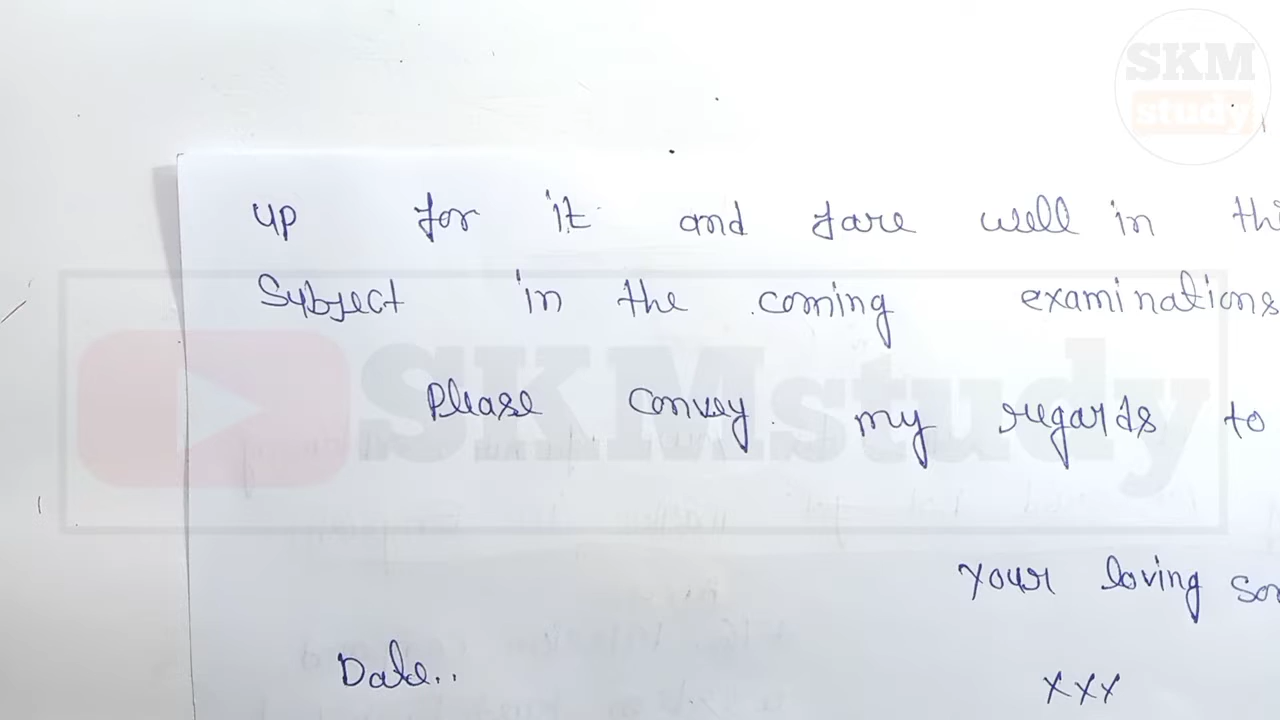 SKM
study
up for it and fare well in thi
Subject in the coming examinations
Please convey my regards to
SKMstudy
Your loving son
Date..
XXX